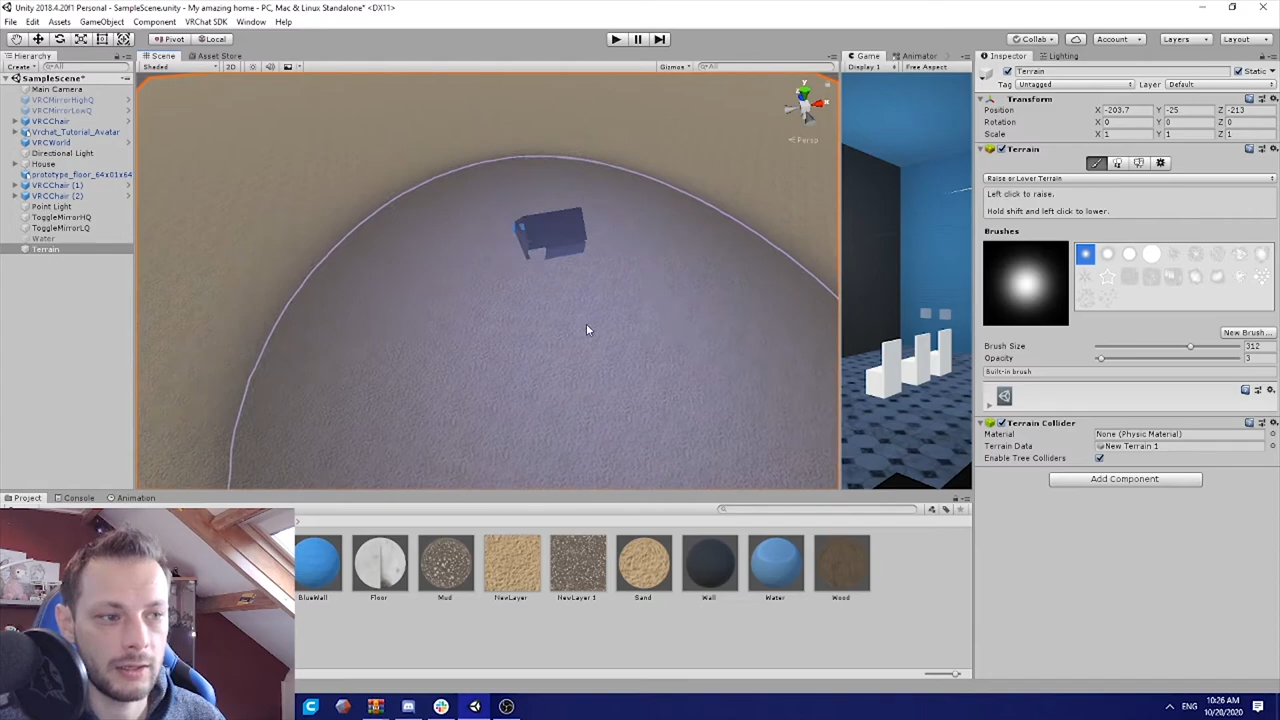 Unity 2018.4.20f1 Personal - SampleScene.unity - My amazing home - PC, Mac & Linux Standalone* <DX11>
File Edit Assets GameObject Component VRChat SDK Window Help
Pivot Local Collab Account Layers Layout
Hierarchy
Create All
SampleScene*
Main Camera
VRCMirrorHighQ
VRCMirrorLowQ
VRCChair
Vrchat_Tutorial_Avatar
VRCWorld
Directional Light
House
prototype_floor_64x01x64
VRCChair (1)
VRCChair (2)
Point Light
ToggleMirrorHQ
ToggleMirrorLQ
Water
Terrain
Scene Asset Store
Shaded 2D Gizmos All
y
x
Persp
Game Animator
Display 1 Free Aspect
Inspector Lighting
Terrain Static
Tag Untagged Layer Default
Transform
Position X -203.7 Y -25 Z -213
Rotation X 0 Y 0 Z 0
Scale X 1 Y 1 Z 1
Terrain
Raise or Lower Terrain
Left click to raise.
Hold shift and left click to lower.
Brushes
New Brush...
Brush Size 312
Opacity 3
Built-in brush
Terrain Collider
Material None (Physic Material)
Terrain Data New Terrain 1
Enable Tree Colliders
Add Component
Project Console Animation
BlueWall Floor Mud NewLayer NewLayer 1 Sand Wall Water Wood
ENG
10:26 AM
10/20/2020